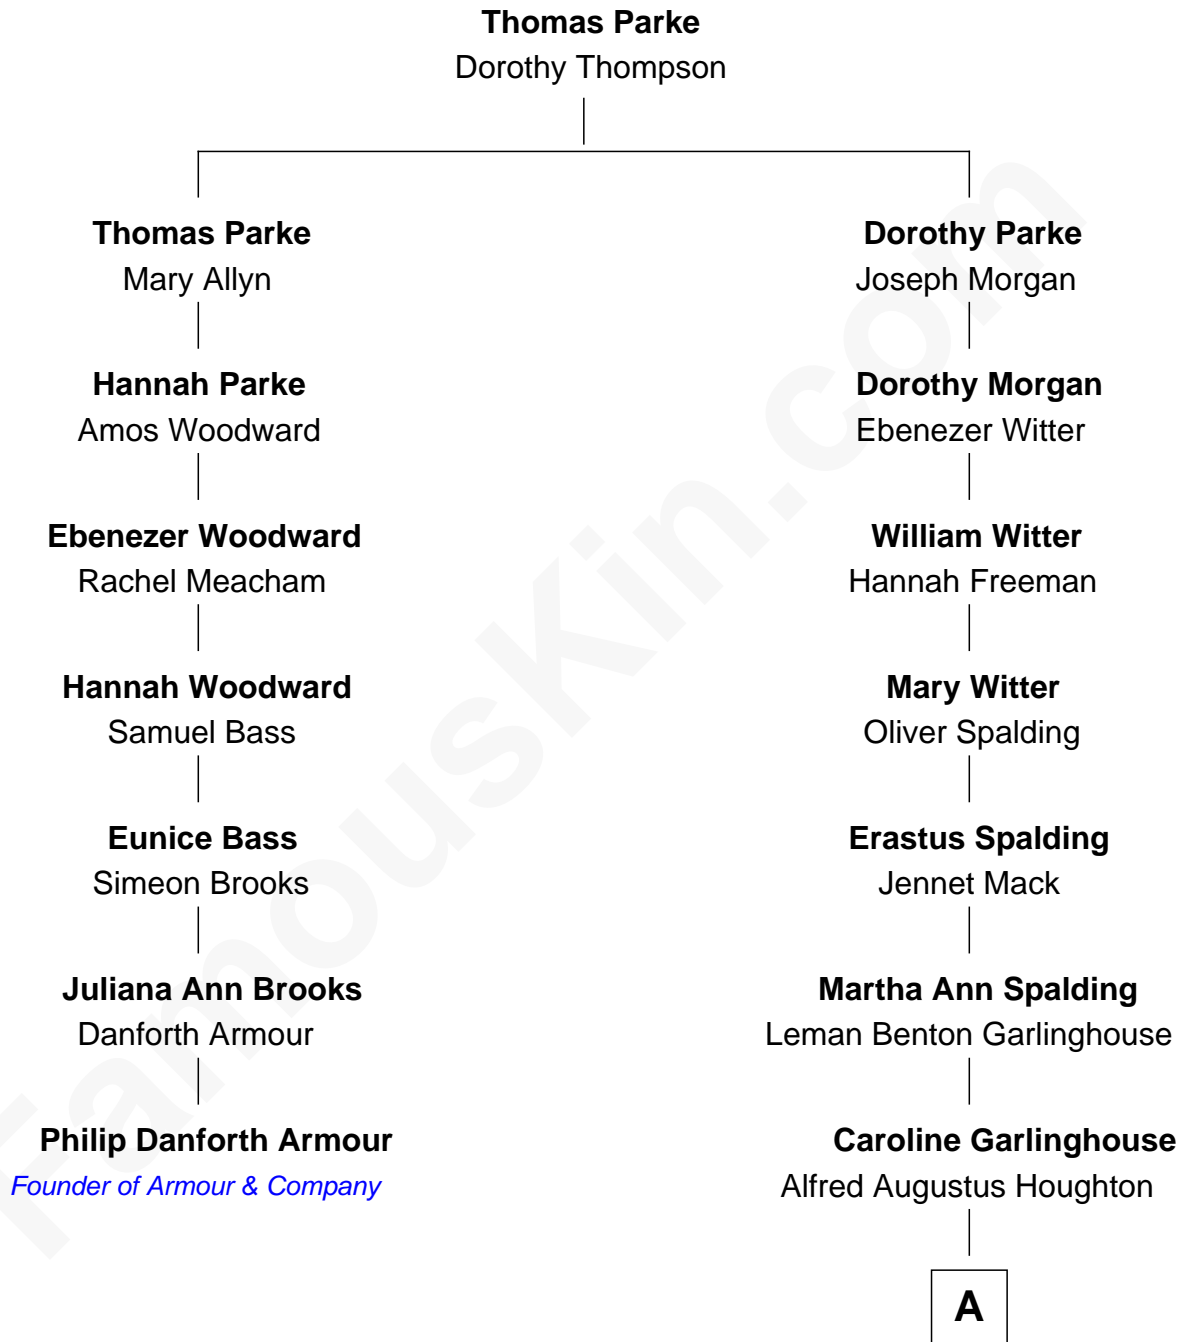 Thomas Parke
Dorothy Thompson
Thomas Parke
Mary Allyn
Dorothy Parke
Joseph Morgan
Hannah Parke
Amos Woodward
Dorothy Morgan
Ebenezer Witter
Ebenezer Woodward
Rachel Meacham
William Witter
Hannah Freeman
Hannah Woodward
Samuel Bass
Mary Witter
Oliver Spalding
Eunice Bass
Simeon Brooks
Erastus Spalding
Jennet Mack
Juliana Ann Brooks
Danforth Armour
Martha Ann Spalding
Leman Benton Garlinghouse
Philip Danforth Armour
Founder of Armour & Company
Caroline Garlinghouse
Alfred Augustus Houghton
A
FamousKin.com